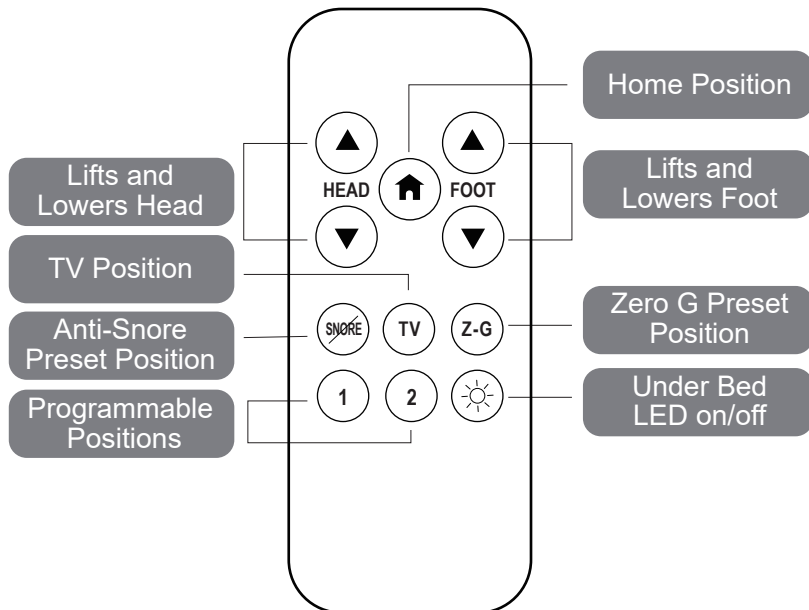 Home Position
Lifts and
Lowers Head
HEAD
FOOT
Lifts and
Lowers Foot
TV Position
Anti-Snore
Preset Position
SNORE
TV
Z-G
Zero G Preset
Position
Programmable
Positions
1
2
Under Bed
LED on/off